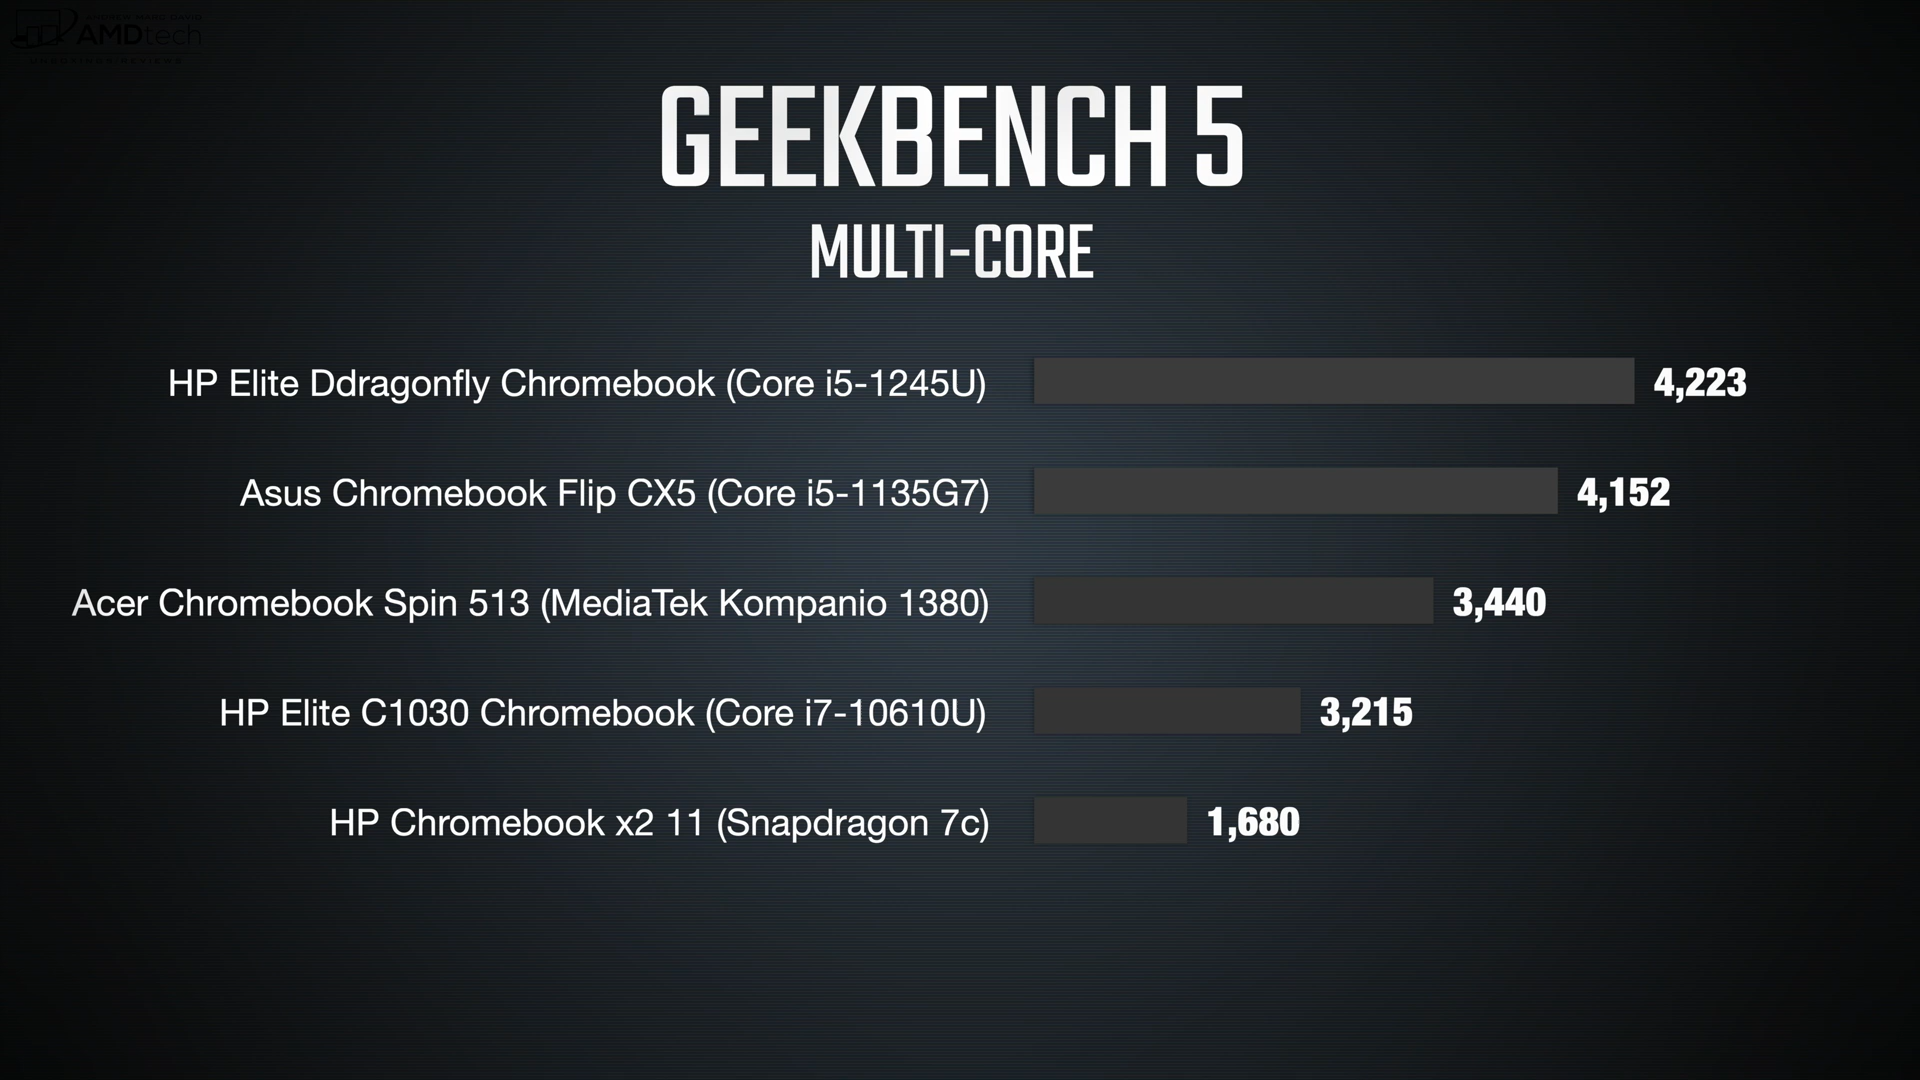 AMDtech
GEEKBENCH 5
MULTI-CORE
HP Elite Ddragonfly Chromebook (Core i5-1245U) 4,223
Asus Chromebook Flip CX5 (Core i5-1135G7) 4,152
Acer Chromebook Spin 513 (MediaTek Kompanio 1380) 3,440
HP Elite C1030 Chromebook (Core i7-10610U) 3,215
HP Chromebook x2 11 (Snapdragon 7c) 1,680